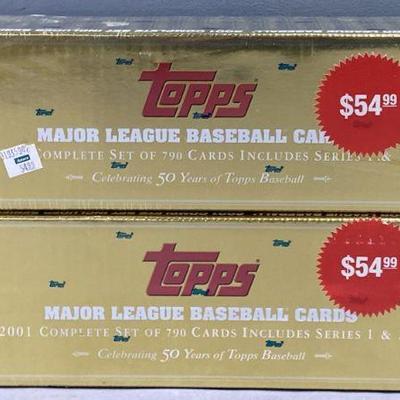 topps
MAJOR LEAGUE BASEBALL
COMPLETE SET OF 790 CARDS INCLUDES SERIES 1 &
Celebrating 50 Years of Topps Baseball
$54.99
topps
MAJOR LEAGUE BASEBALL CARDS
2001 COMPLETE SET OF 790 CARDS INCLUDES SERIES 1 &
Celebrating 50 Years of Topps Baseball
$54.99